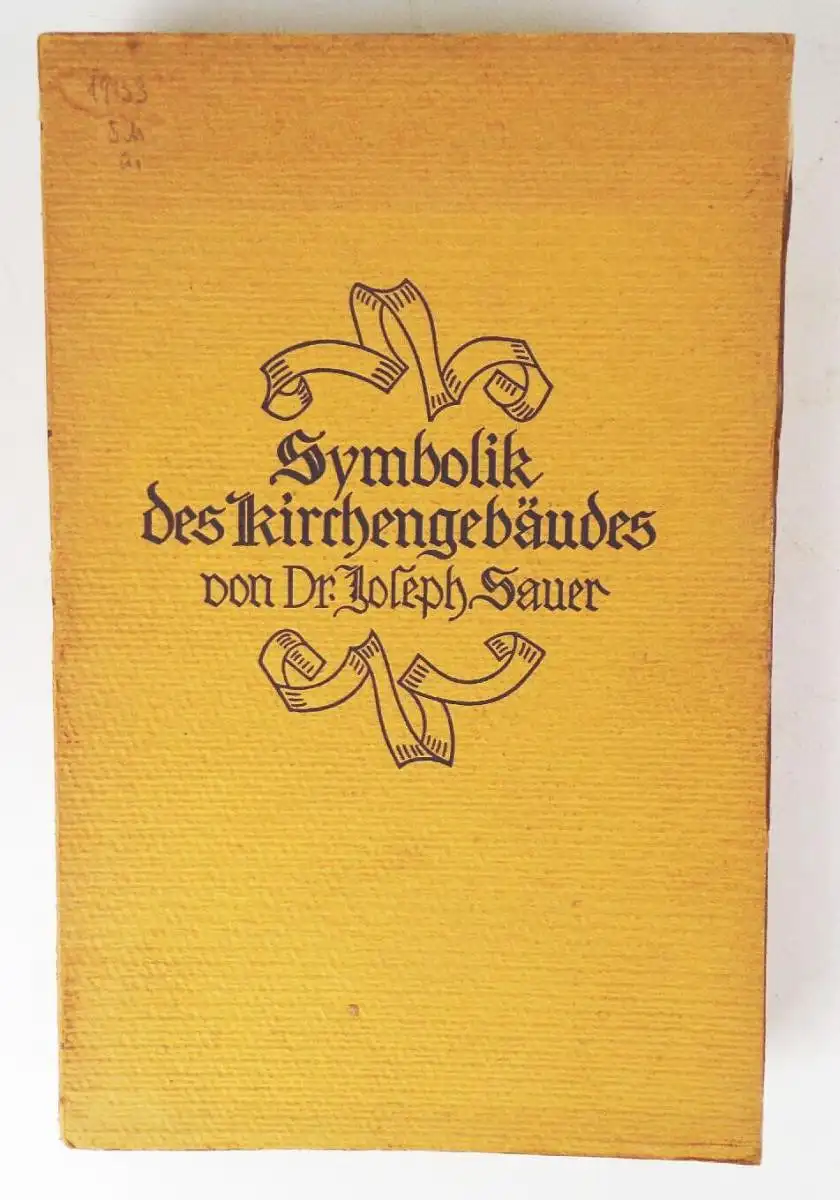 Symbolik
des Kirchengebäudes
von Dr. Joseph Sauer